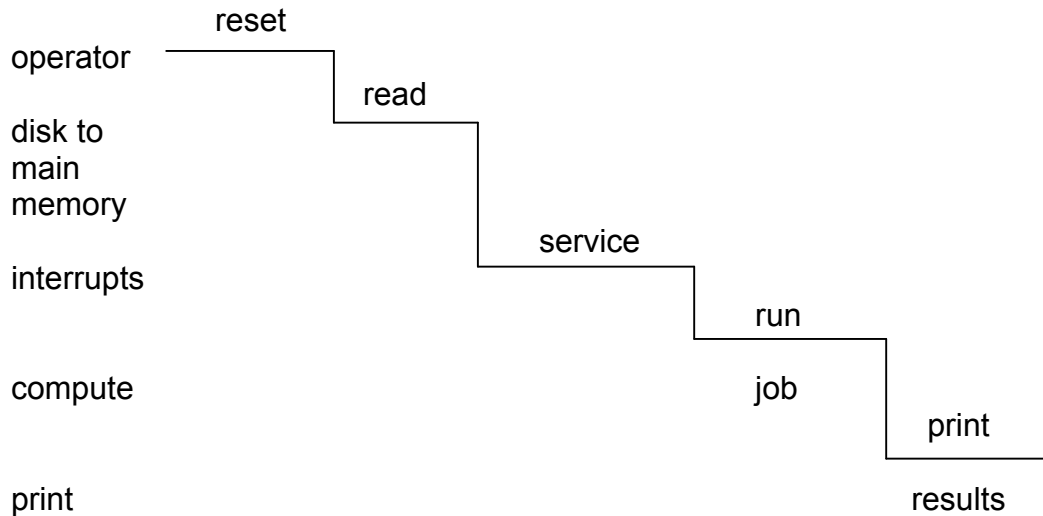 reset
operator
read
disk to
main
memory
service
interrupts
run
compute
job
print
print
results